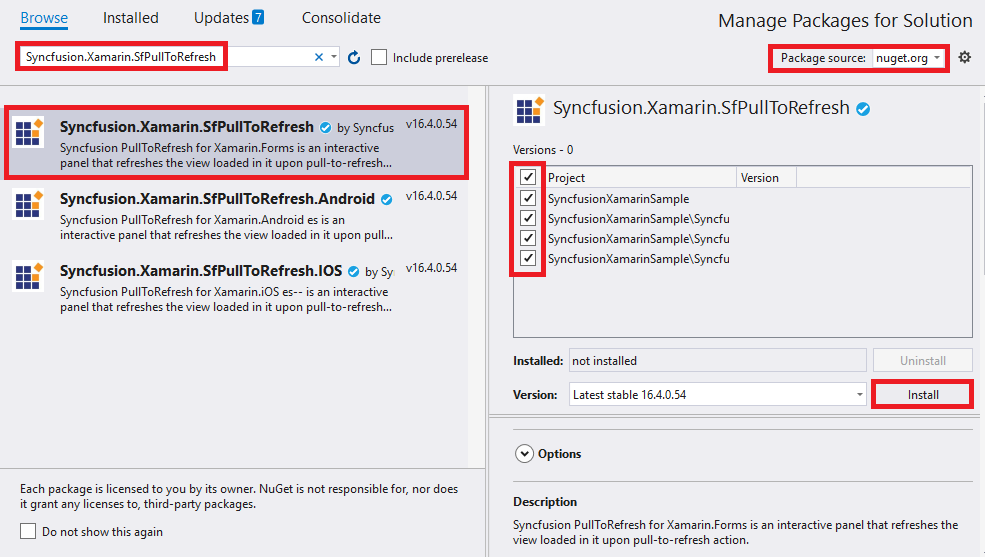 Browse Installed Updates 7 Consolidate
Manage Packages for Solution
Syncfusion.Xamarin.SfPullToRefresh
Include prerelease
Package source: nuget.org
Syncfusion.Xamarin.SfPullToRefresh by Syncfus v16.4.0.54
Syncfusion PullToRefresh for Xamarin.Forms is an interactive
panel that refreshes the view loaded in it upon pull-to-refresh...
Syncfusion.Xamarin.SfPullToRefresh.Android v16.4.0.54
Syncfusion PullToRefresh for Xamarin.Android es is an
interactive panel that refreshes the view loaded in it upon pull...
Syncfusion.Xamarin.SfPullToRefresh.IOS by Sy v16.4.0.54
Syncfusion PullToRefresh for Xamarin.iOS es-- is an interactive
panel that refreshes the view loaded in it upon pull-to-refresh...
Each package is licensed to you by its owner. NuGet is not responsible for, nor does
it grant any licenses to, third-party packages.
Do not show this again
Syncfusion.Xamarin.SfPullToRefresh
Versions - 0
Project Version
SyncfusionXamarinSample
SyncfusionXamarinSample\Syncfu
SyncfusionXamarinSample\Syncfu
SyncfusionXamarinSample\Syncfu
Installed: not installed Uninstall
Version: Latest stable 16.4.0.54 Install
Options
Description
Syncfusion PullToRefresh for Xamarin.Forms is an interactive panel that refreshes the
view loaded in it upon pull-to-refresh action.